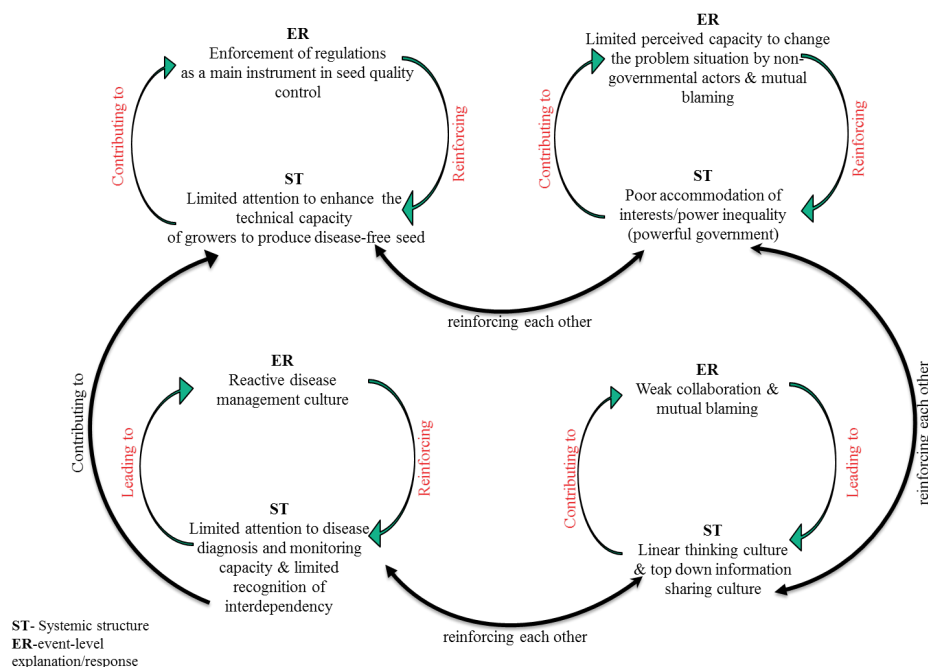 ER
Enforcement of regulations
as a main instrument in seed quality
control
Contributing to
Reinforcing
ST
Limited attention to enhance the
technical capacity
of growers to produce disease-free seed
ER
Limited perceived capacity to change
the problem situation by non-
governmental actors & mutual
blaming
Contributing to
Reinforcing
ST
Poor accommodation of
interests/power inequality
(powerful government)
reinforcing each other
Contributing to
ER
Reactive disease
management culture
Leading to
Reinforcing
ST
Limited attention to disease
diagnosis and monitoring
capacity & limited
recognition of
interdependency
ER
Weak collaboration &
mutual blaming
Contributing to
Leading to
ST
Linear thinking culture
& top down information
sharing culture
reinforcing each other
reinforcing each other
ST- Systemic structure
ER-event-level
explanation/response